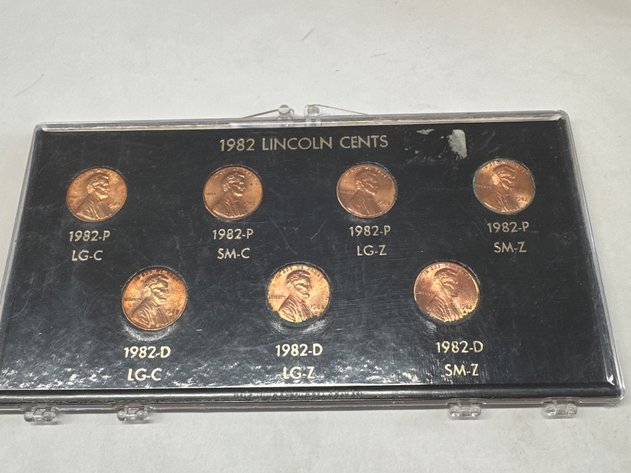 1982 LINCOLN CENTS
1982-P
LG-C
1982-P
SM-C
1982-P
LG-Z
1982-P
SM-Z
1982-D
LG-C
1982-D
LG-Z
1982-D
SM-Z